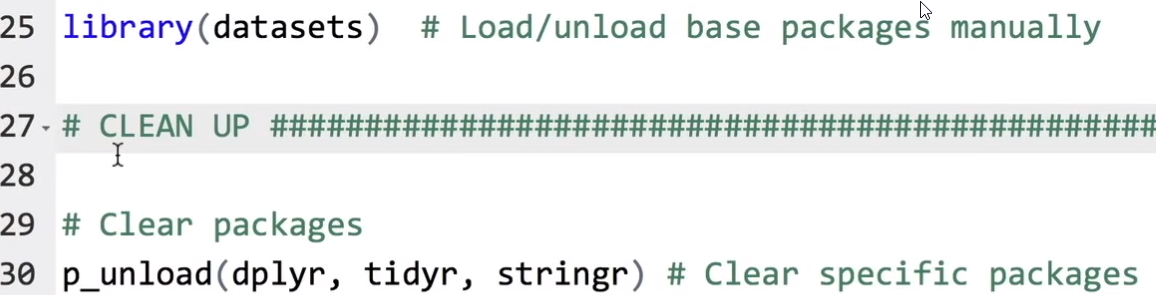 25 library(datasets)  # Load/unload base packages manually
26
27 # CLEAN UP ################################################
28
29 # Clear packages
30 p_unload(dplyr, tidyr, stringr) # Clear specific packages